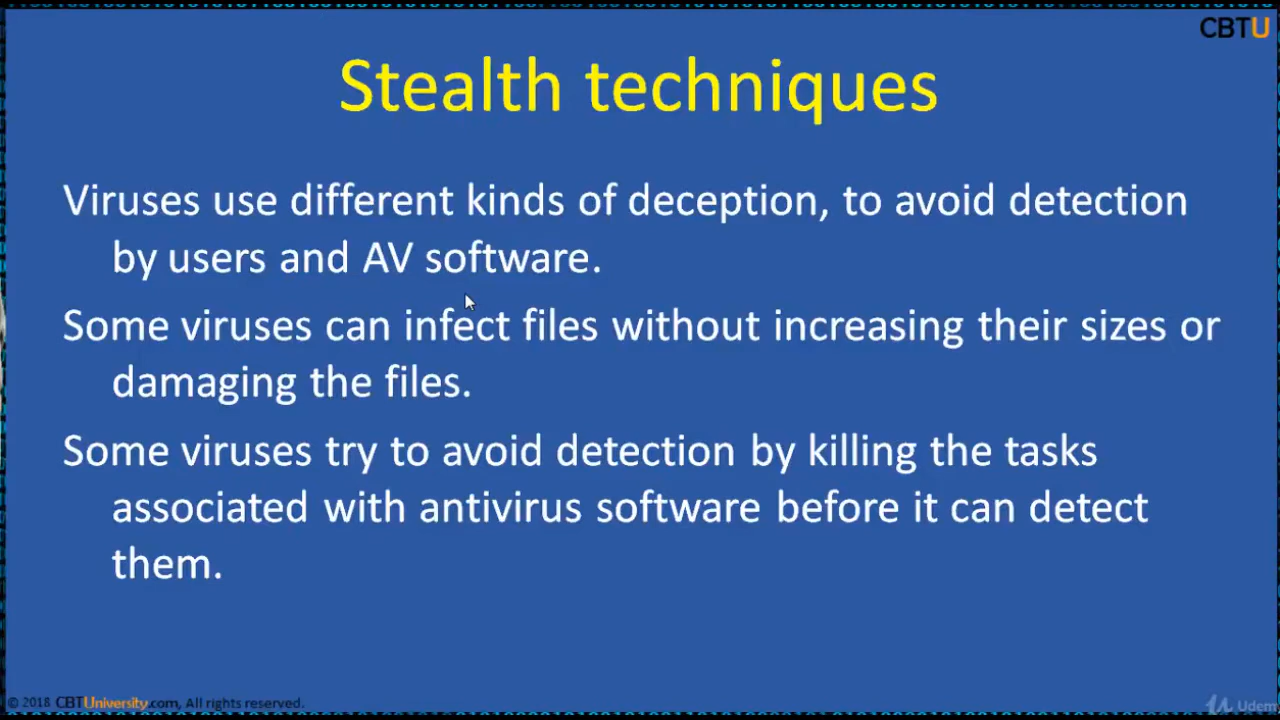 CBTU
Stealth techniques
Viruses use different kinds of deception, to avoid detection
by users and AV software.
Some viruses can infect files without increasing their sizes or
damaging the files.
Some viruses try to avoid detection by killing the tasks
associated with antivirus software before it can detect
them.
© 2018 CBTUniversity.com, All rights reserved.